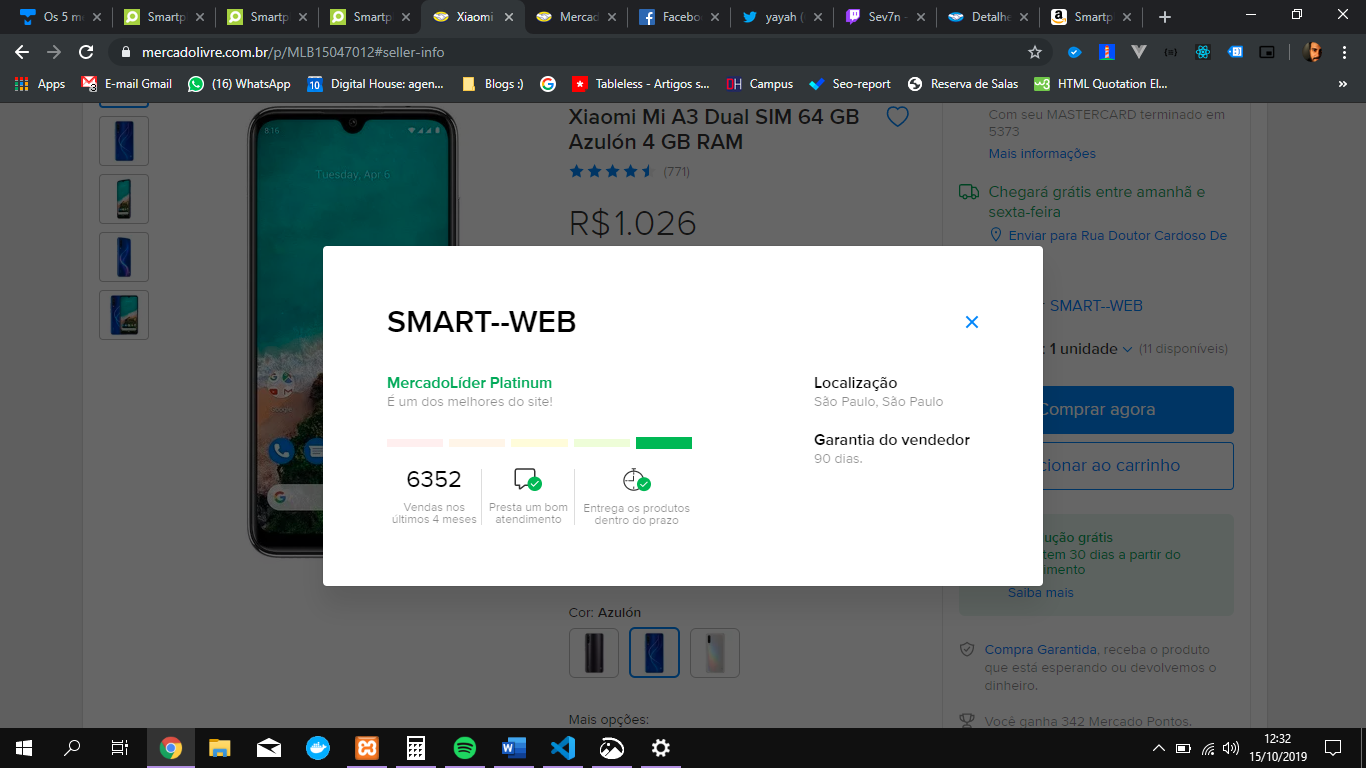 Os 5 m
Smartp
Smartp
Smartp
Xiaomi
Mercad
Facebo
yayah (
Sev7n -
Detalhe
Smartp
mercadolivre.com.br/p/MLB15047012#seller-info
Apps
E-mail Gmail
(16) WhatsApp
10
Digital House: agen...
Blogs :)
Tableless - Artigos s...
DH
Campus
Seo-report
Reserva de Salas
HTML Quotation El...
»
8:16
Tuesday, Apr 6
Google
Xiaomi Mi A3 Dual SIM 64 GB
Azulón 4 GB RAM
(771)
R$1.026
Com seu MASTERCARD terminado em
5373
Mais informações
Chegará grátis entre amanhã e
sexta-feira
Enviar para Rua Doutor Cardoso De
SMART--WEB
: 1 unidade (11 disponíveis)
Comprar agora
cionar ao carrinho
ução grátis
tem 30 dias a partir do
imento
Saiba mais
Compra Garantida, receba o produto
que está esperando ou devolvemos o
dinheiro.
Você ganha 342 Mercado Pontos.
SMART--WEB
MercadoLíder Platinum
É um dos melhores do site!
6352
Vendas nos
últimos 4 meses
Presta um bom
atendimento
Entrega os produtos
dentro do prazo
Localização
São Paulo, São Paulo
Garantia do vendedor
90 dias.
Cor: Azulón
Mais opções:
12:32
15/10/2019